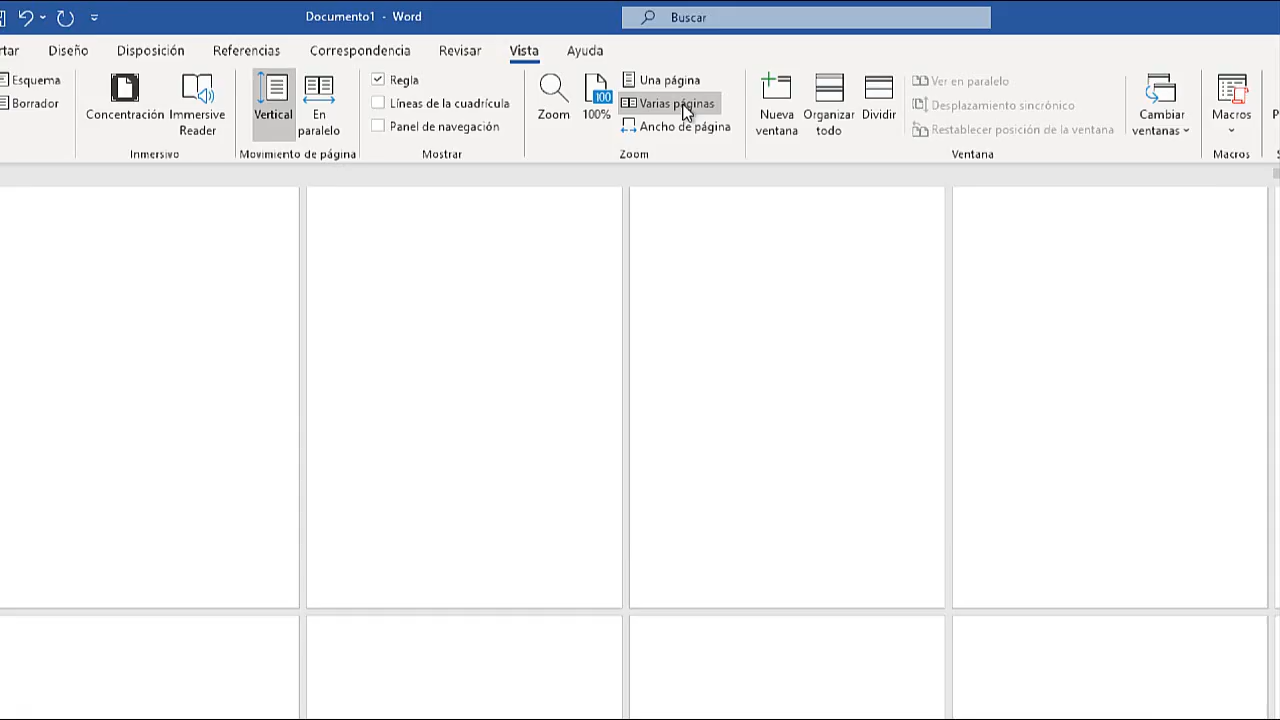 Documento1 - Word
Buscar
rtar Diseño Disposición Referencias Correspondencia Revisar Vista Ayuda
Esquema
Borrador
Concentración
Immersive
Reader
Inmersivo
Vertical
En
paralelo
Movimiento de página
Regla
Líneas de la cuadrícula
Panel de navegación
Mostrar
Zoom
100
100%
Una página
Varias páginas
Ancho de página
Zoom
Nueva
ventana
Organizar
todo
Dividir
Ver en paralelo
Desplazamiento sincrónico
Restablecer posición de la ventana
Ventana
Cambiar
ventanas
Macros
Macros
P